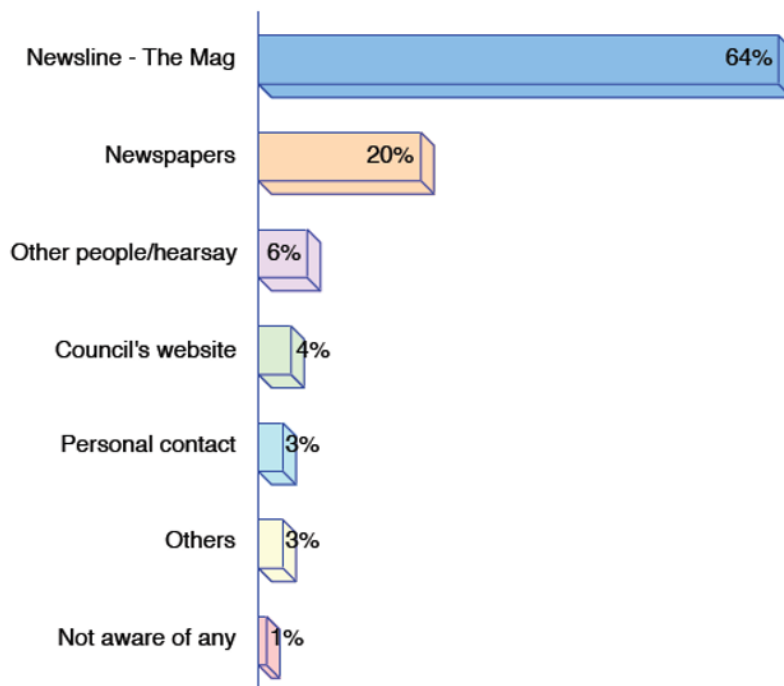 Newsline - The Mag 64%
Newspapers 20%
Other people/hearsay 6%
Council's website 4%
Personal contact 3%
Others 3%
Not aware of any 1%